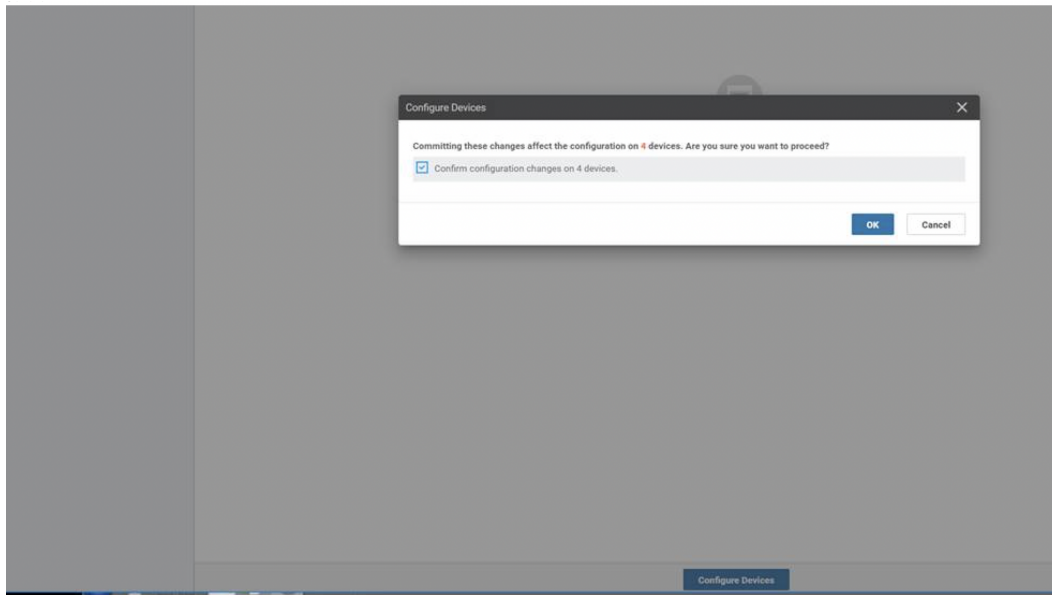 Configure Devices
Committing these changes affect the configuration on 4 devices. Are you sure you want to proceed?
Confirm configuration changes on 4 devices.
OK
Cancel
Configure Devices